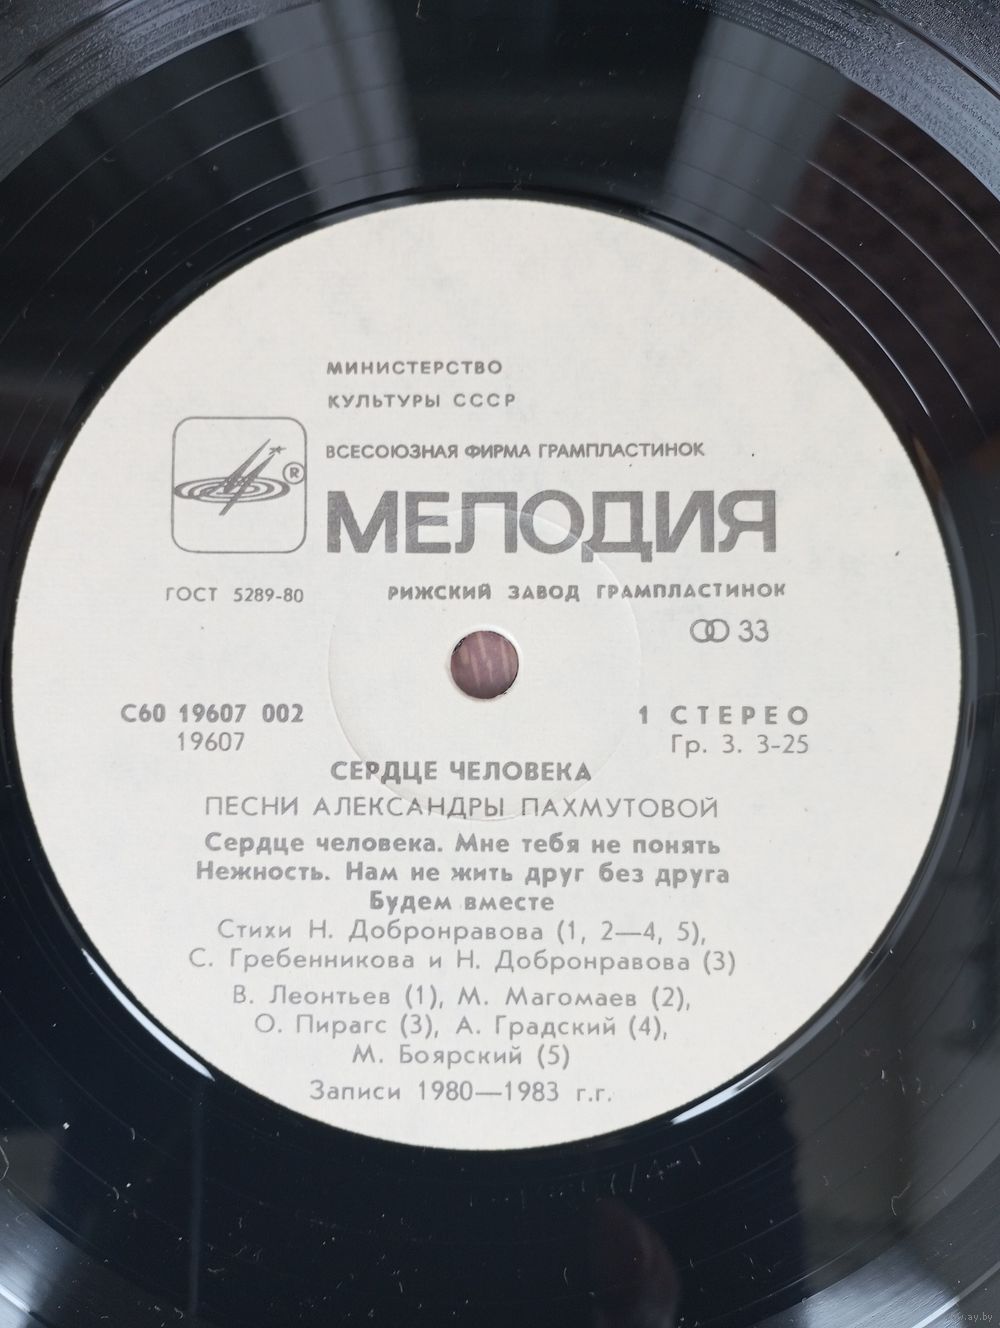 МИНИСТЕРСТВО
КУЛЬТУРЫ СССР
ВСЕСОЮЗНАЯ ФИРМА ГРАМПЛАСТИНОК
®
МЕЛОДИЯ
ГОСТ 5289-80
РИЖСКИЙ ЗАВОД ГРАМПЛАСТИНОК
33
С60 19607 002
19607
1 СТЕРЕО
Гр. 3. 3-25
СЕРДЦЕ ЧЕЛОВЕКА
ПЕСНИ АЛЕКСАНДРЫ ПАХМУТОВОЙ
Сердце человека. Мне тебя не понять
Нежность. Нам не жить друг без друга
Будем вместе
Стихи Н. Добронравова (1, 2—4, 5),
С. Гребенникова и Н. Добронравова (3)
В. Леонтьев (1), М. Магомаев (2),
О. Пирагс (3), А. Градский (4),
М. Боярский (5)
Записи 1980—1983 г.г.